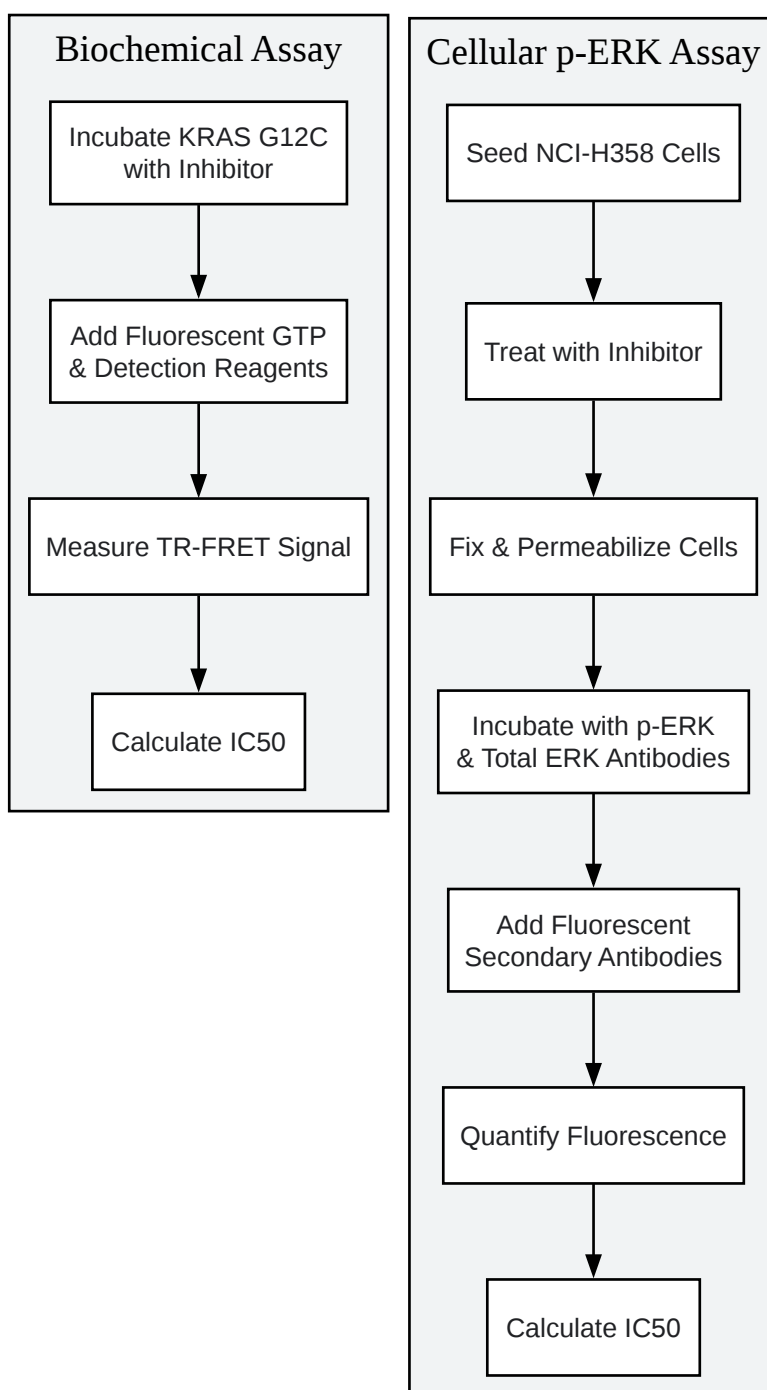 Biochemical Assay
Incubate KRAS G12C
with Inhibitor
Add Fluorescent GTP
& Detection Reagents
Measure TR-FRET Signal
Calculate IC50
Cellular p-ERK Assay
Seed NCI-H358 Cells
Treat with Inhibitor
Fix & Permeabilize Cells
Incubate with p-ERK
& Total ERK Antibodies
Add Fluorescent
Secondary Antibodies
Quantify Fluorescence
Calculate IC50